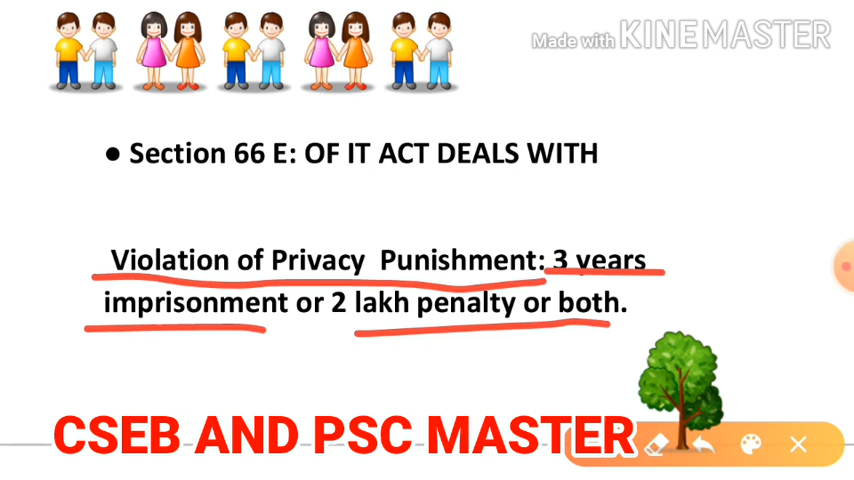 Made with KINEMASTER
● Section 66 E: OF IT ACT DEALS WITH
Violation of Privacy Punishment: 3 years
imprisonment or 2 lakh penalty or both.
CSEB AND PSC MASTER